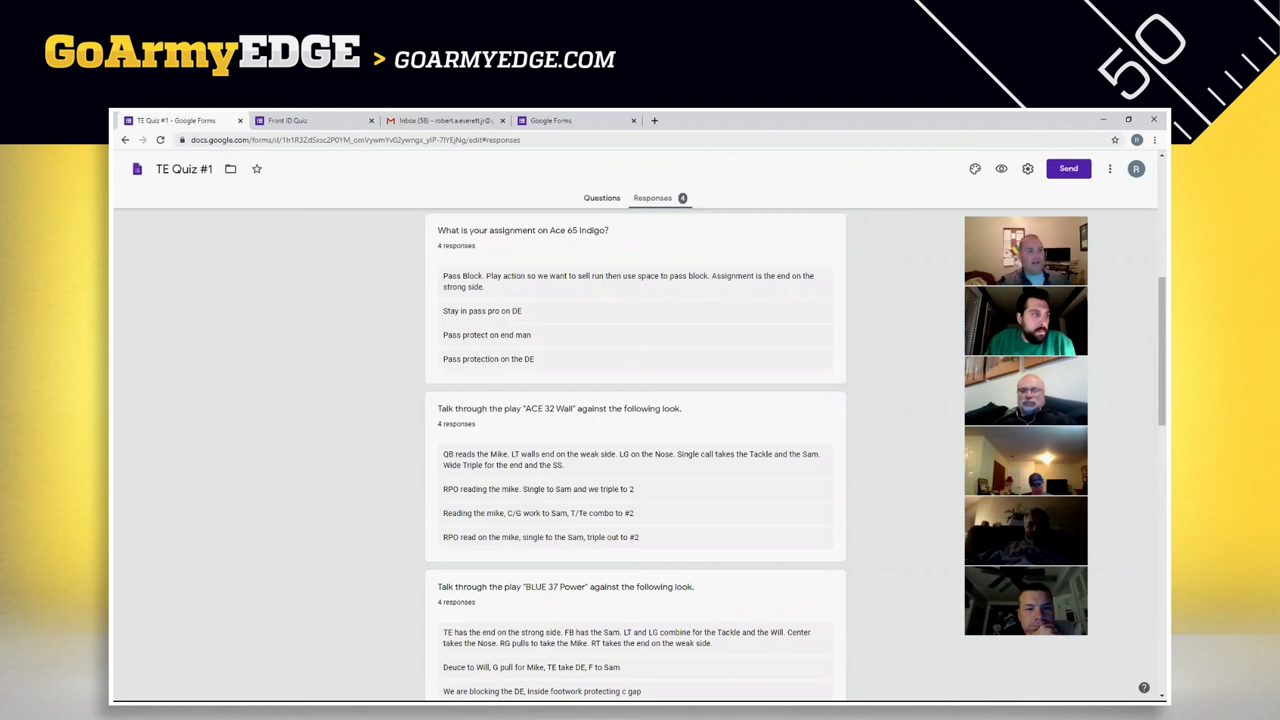 GoArmyEDGE > GOARMYEDGE.COM
50
TE Quiz #1 - Google Forms
Front ID Quiz
Inbox (58) - robert.a.everett.jr@
Google Forms
TE Quiz #1
Send
R
Questions
Responses 4
What is your assignment on Ace 65 Indigo?
4 responses
Pass Block. Play action so we want to sell run then use space to pass block. Assignment is the end on the
strong side.
Stay in pass pro on DE
Pass protect on end man
Pass protection on the DE
Talk through the play "ACE 32 Wall" against the following look.
4 responses
QB reads the Mike. LT walls end on the weak side. LG on the Nose. Single call takes the Tackle and the Sam.
Wide Triple for the end and the SS.
RPO reading the mike. Single to Sam and we triple to 2
Reading the mike, C/G work to Sam, T/Te combo to #2
RPO read on the mike, single to the Sam, triple out to #2
Talk through the play "BLUE 37 Power" against the following look.
4 responses
TE has the end on the strong side. FB has the Sam. LT and LG combine for the Tackle and the Will. Center
takes the Nose. RG pulls to take the Mike. RT takes the end on the weak side.
Deuce to Will, G pull for Mike, TE take DE, F to Sam
We are blocking the DE, inside footwork protecting c gap